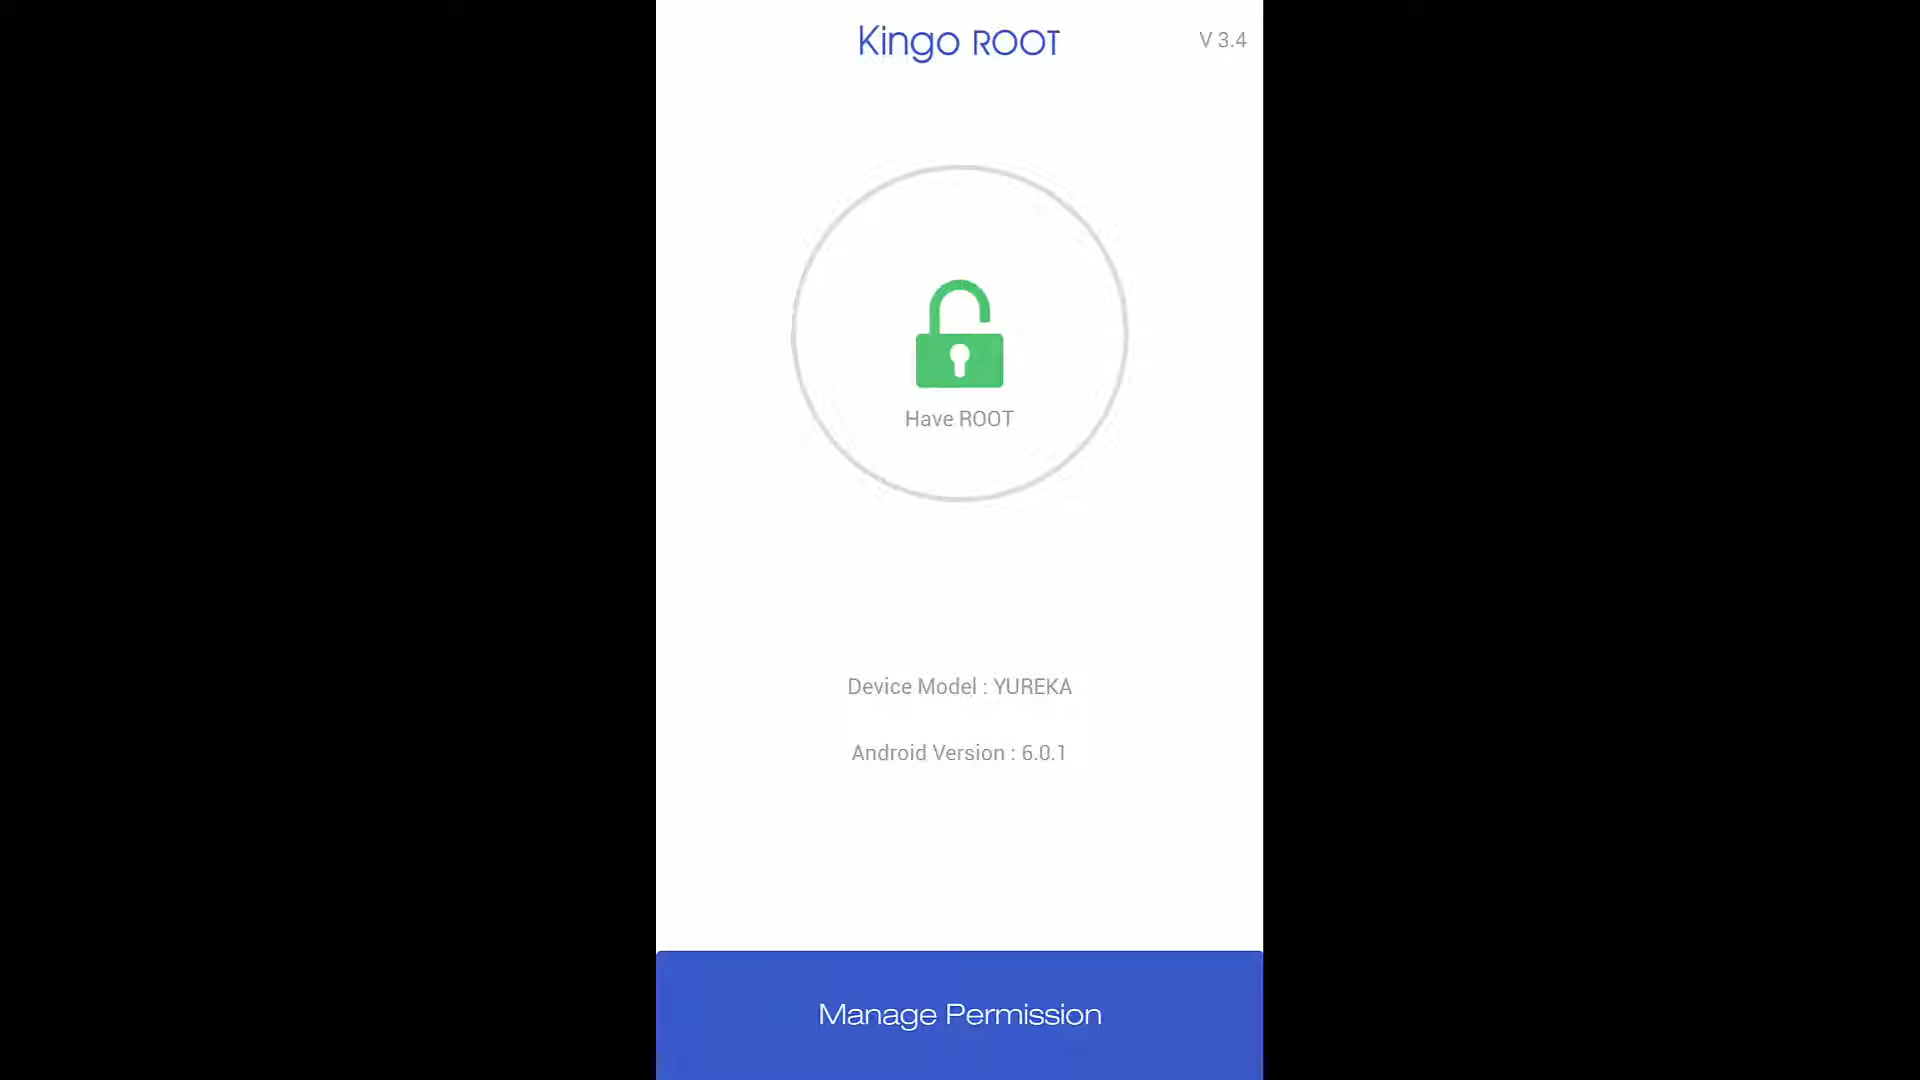 Kingo ROOT
V 3.4
Have ROOT
Device Model : YUREKA
Android Version : 6.0.1
Manage Permission